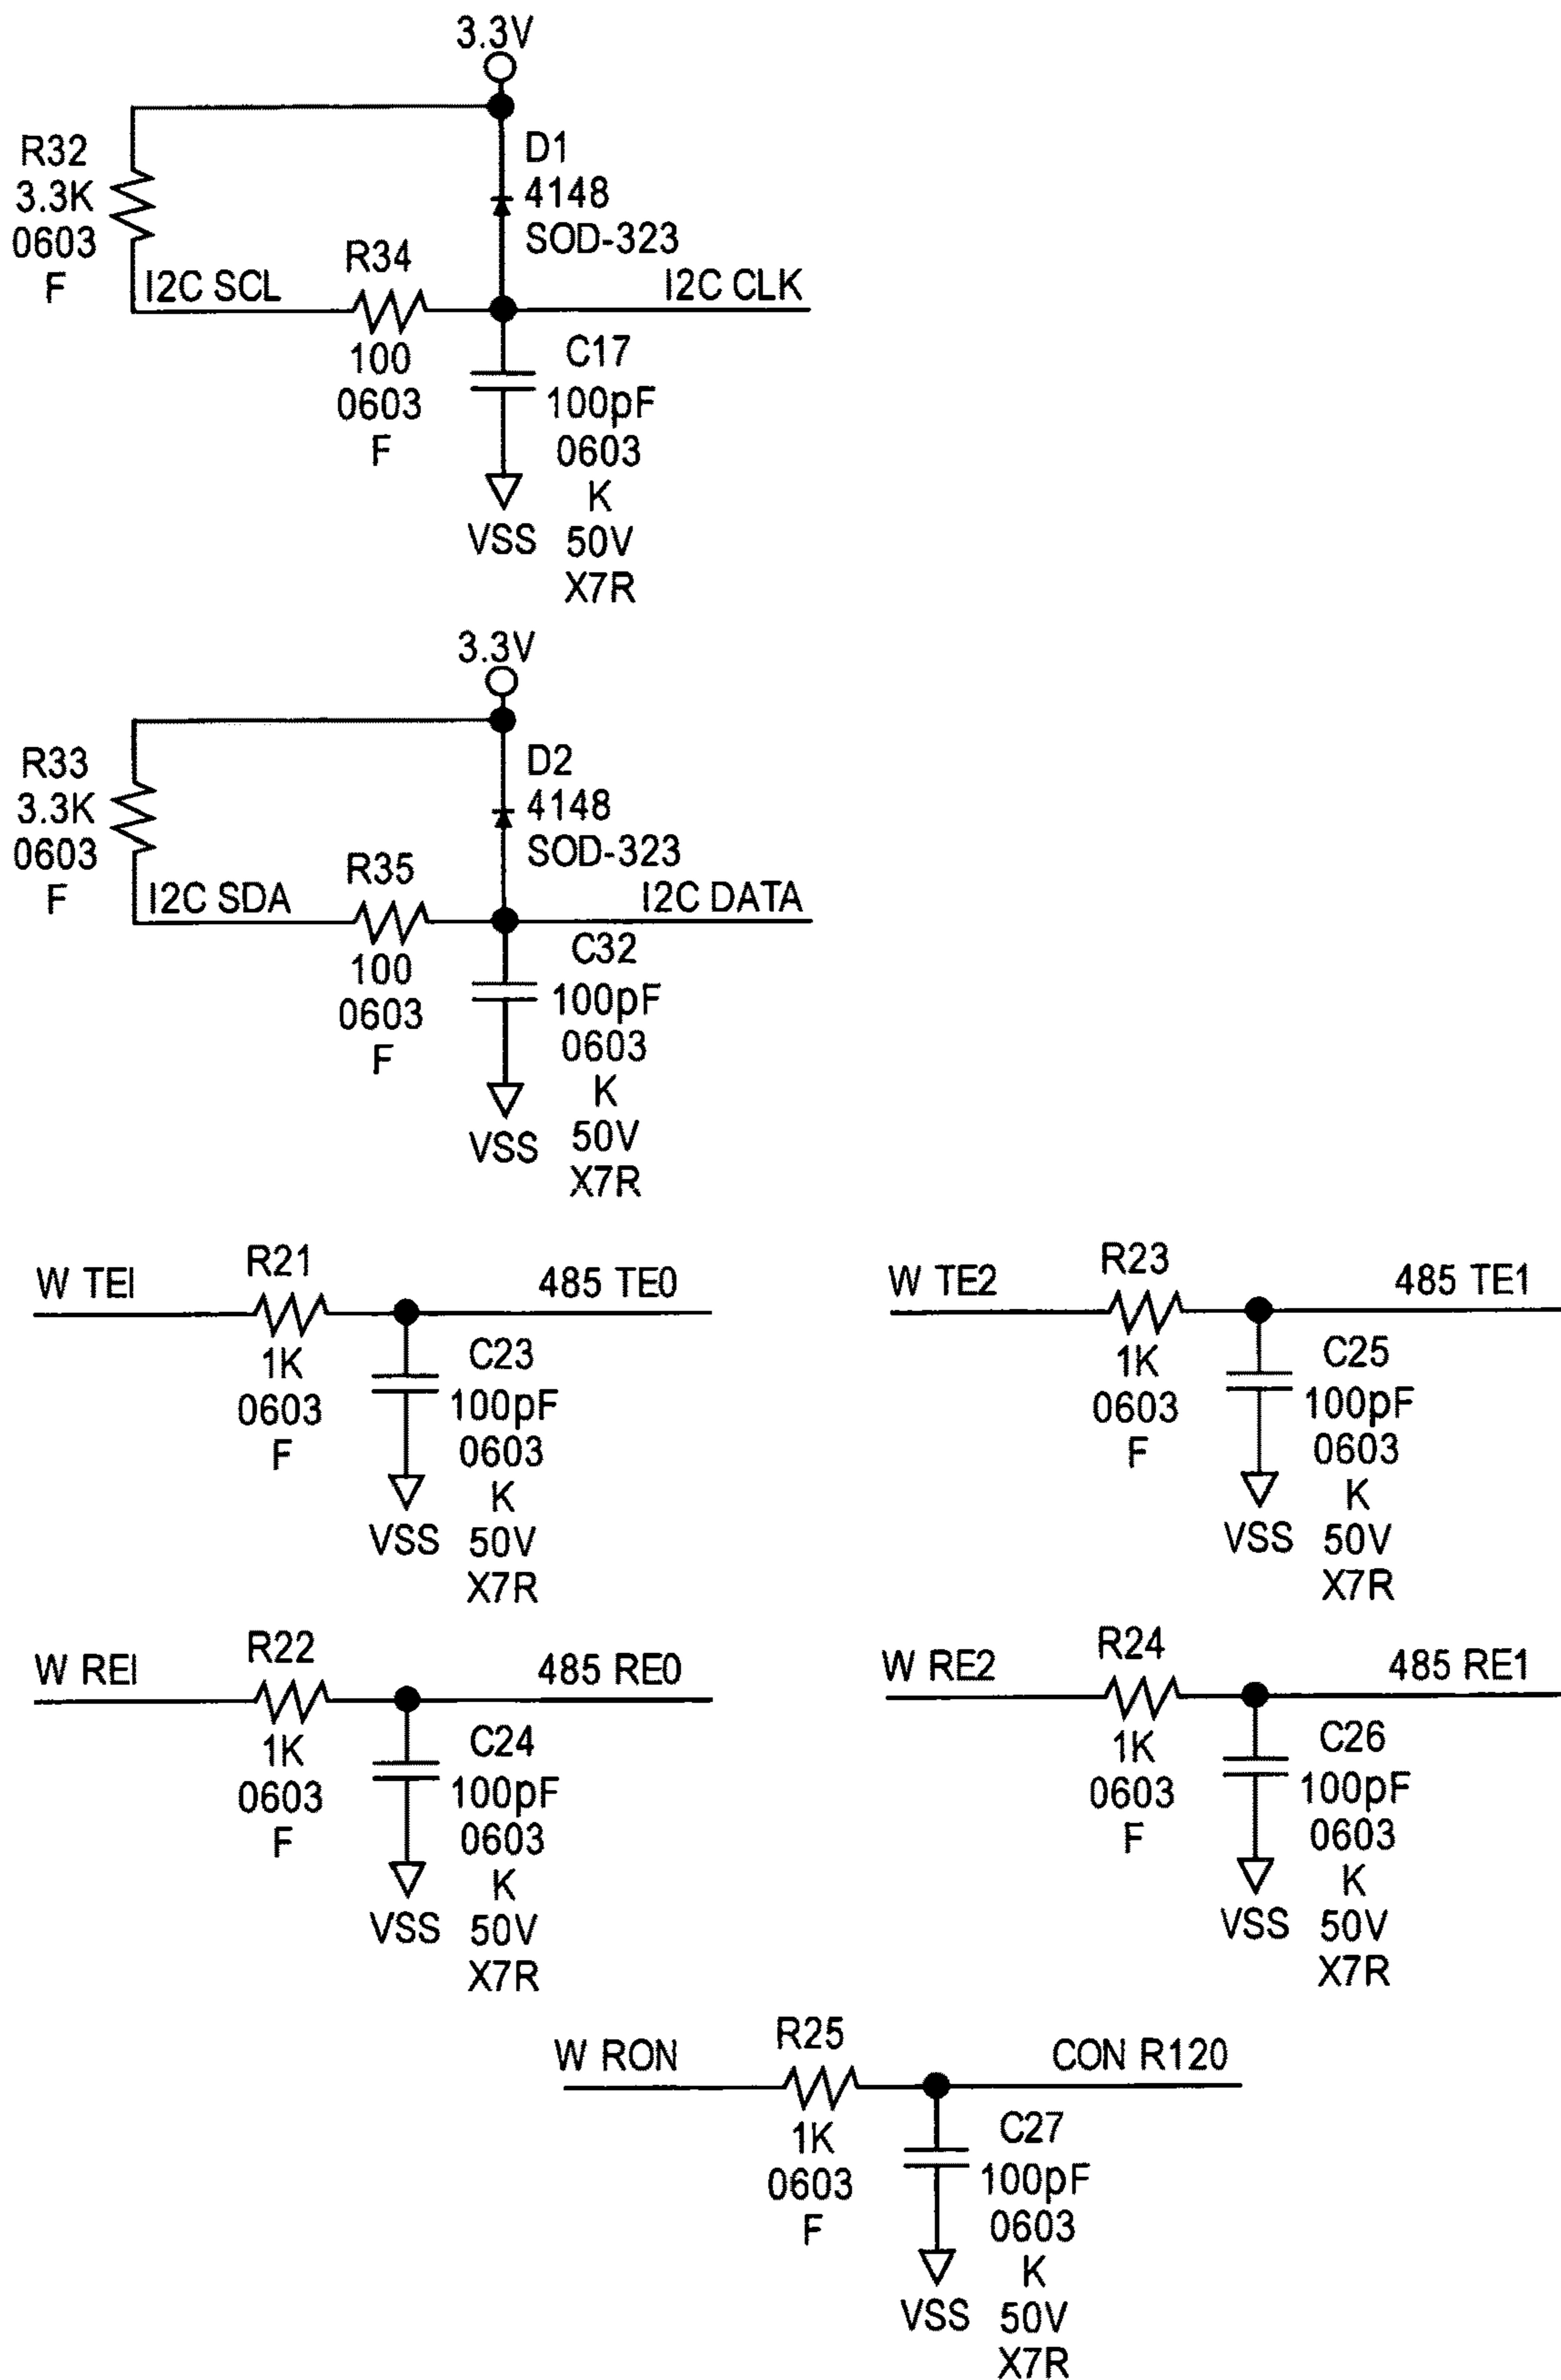 3.3V
R32
3.3K
0603
F
D1
4148
SOD-323
I2C SCL
R34
100
0603
F
I2C CLK
C17
100pF
0603
K
50V
X7R
VSS
3.3V
R33
3.3K
0603
F
D2
4148
SOD-323
I2C SDA
R35
100
0603
F
I2C DATA
C32
100pF
0603
K
50V
X7R
VSS
W TEI
R21
1K
0603
F
485 TE0
C23
100pF
0603
K
50V
X7R
VSS
W TE2
R23
1K
0603
F
485 TE1
C25
100pF
0603
K
50V
X7R
VSS
W REI
R22
1K
0603
F
485 RE0
C24
100pF
0603
K
50V
X7R
VSS
W RE2
R24
1K
0603
F
485 RE1
C26
100pF
0603
K
50V
X7R
VSS
W RON
R25
1K
0603
F
CON R120
C27
100pF
0603
K
50V
X7R
VSS